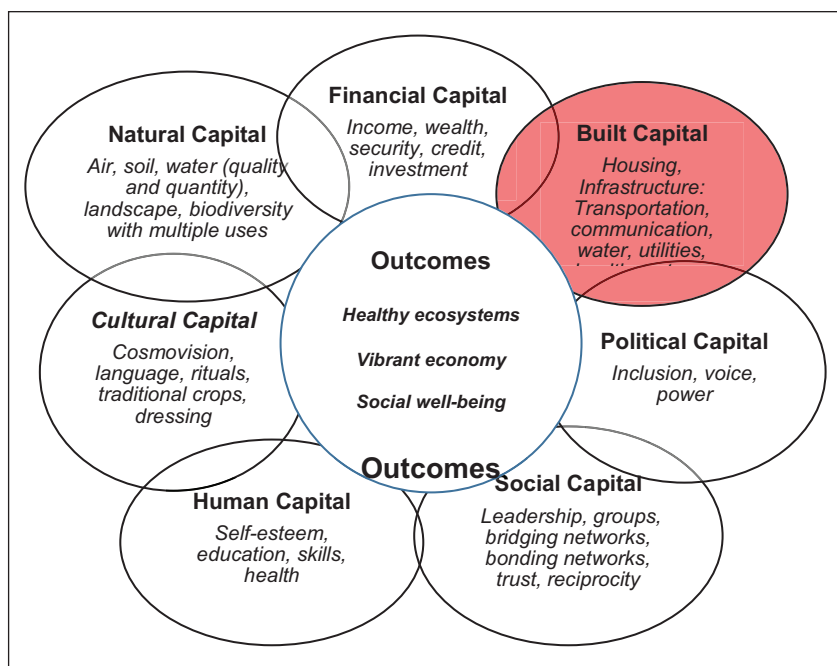 Financial Capital
Income, wealth,
security, credit,
investment
Natural Capital
Air, soil, water (quality
and quantity),
landscape, biodiversity
with multiple uses
Built Capital
Housing,
Infrastructure:
Transportation,
communication,
water, utilities,
Outcomes
Healthy ecosystems
Vibrant economy
Social well-being
Outcomes
Cultural Capital
Cosmovision,
language, rituals,
traditional crops,
dressing
Political Capital
Inclusion, voice,
power
Human Capital
Self-esteem,
education, skills,
health
Social Capital
Leadership, groups,
bridging networks,
bonding networks,
trust, reciprocity